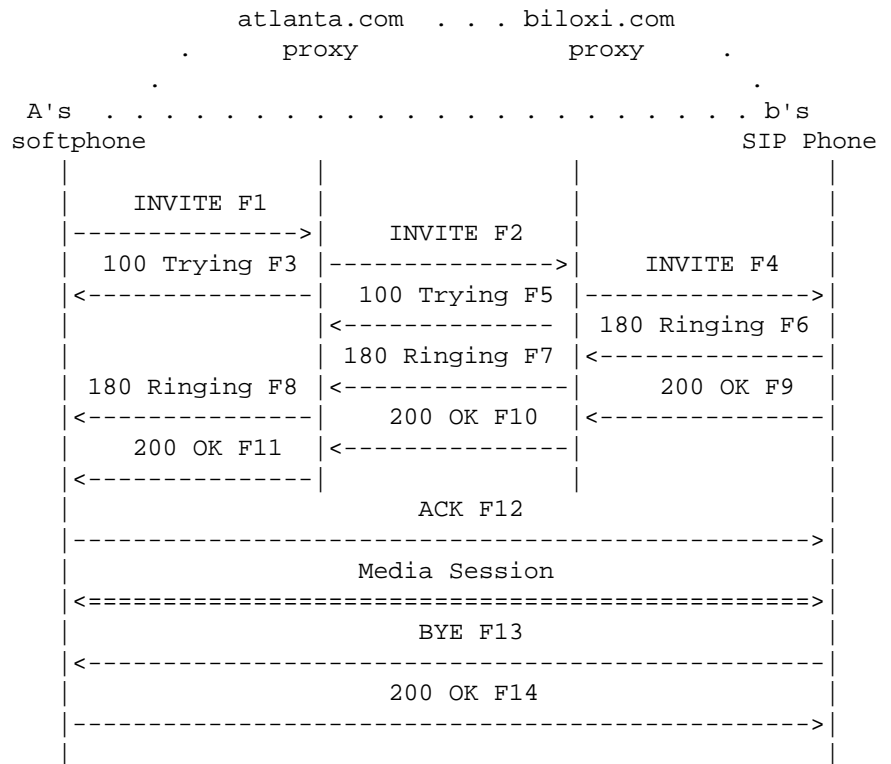 atlanta.com . . . biloxi.com
. proxy proxy .
. .
A's . . . . . . . . . . . . . . . . . . . . . . b's
softphone SIP Phone
| | | |
| INVITE F1 | | |
|--------------->| INVITE F2 | |
| 100 Trying F3 |--------------->| INVITE F4 |
|<---------------| 100 Trying F5 |--------------->|
| |<-------------- | 180 Ringing F6 |
| | 180 Ringing F7 |<---------------|
| 180 Ringing F8 |<---------------| 200 OK F9 |
|<---------------| 200 OK F10 |<---------------|
| 200 OK F11 |<---------------| |
|<---------------| | |
| ACK F12 |
|------------------------------------------------->|
| Media Session |
|<================================================>|
| BYE F13 |
|<-------------------------------------------------|
| 200 OK F14 |
|------------------------------------------------->|
| |